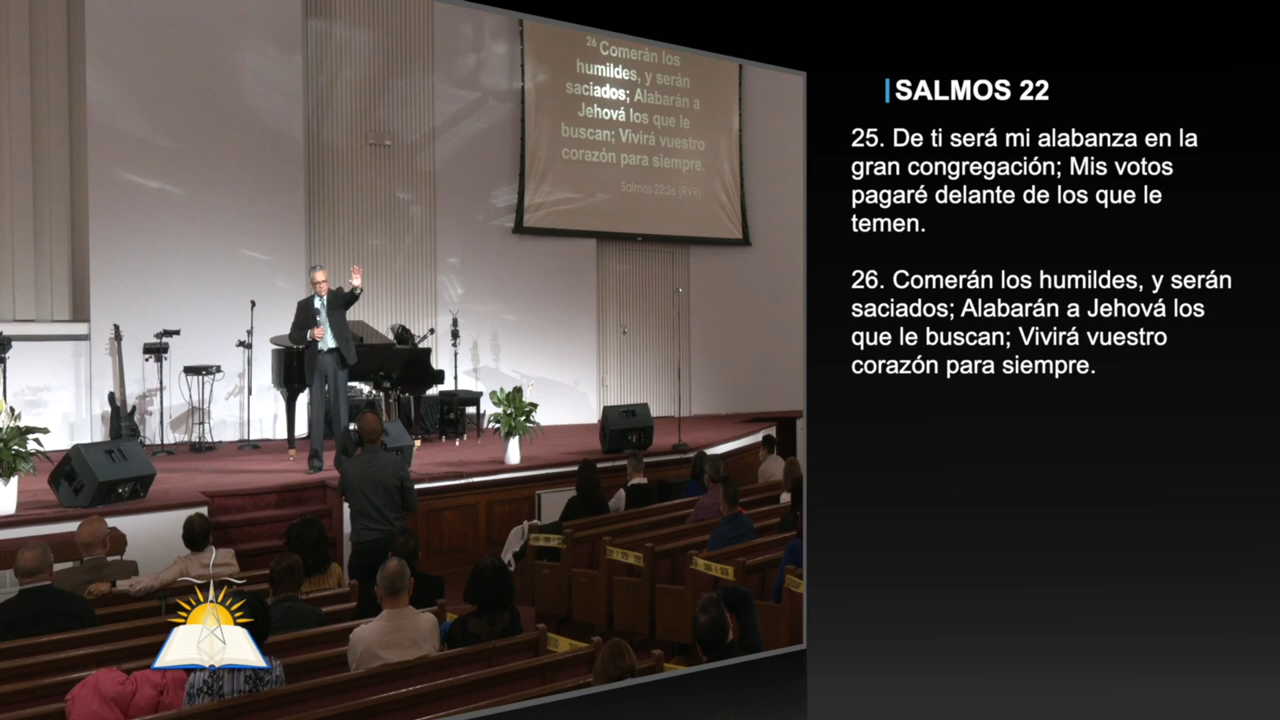 26 Comerán los
humildes, y serán
saciados; Alabarán a
Jehová los que le
buscan; Vivirá vuestro
corazón para siempre.
Salmos 22:26 (RVR)
SALMOS 22
25. De ti será mi alabanza en la
gran congregación; Mis votos
pagaré delante de los que le
temen.
26. Comerán los humildes, y serán
saciados; Alabarán a Jehová los
que le buscan; Vivirá vuestro
corazón para siempre.